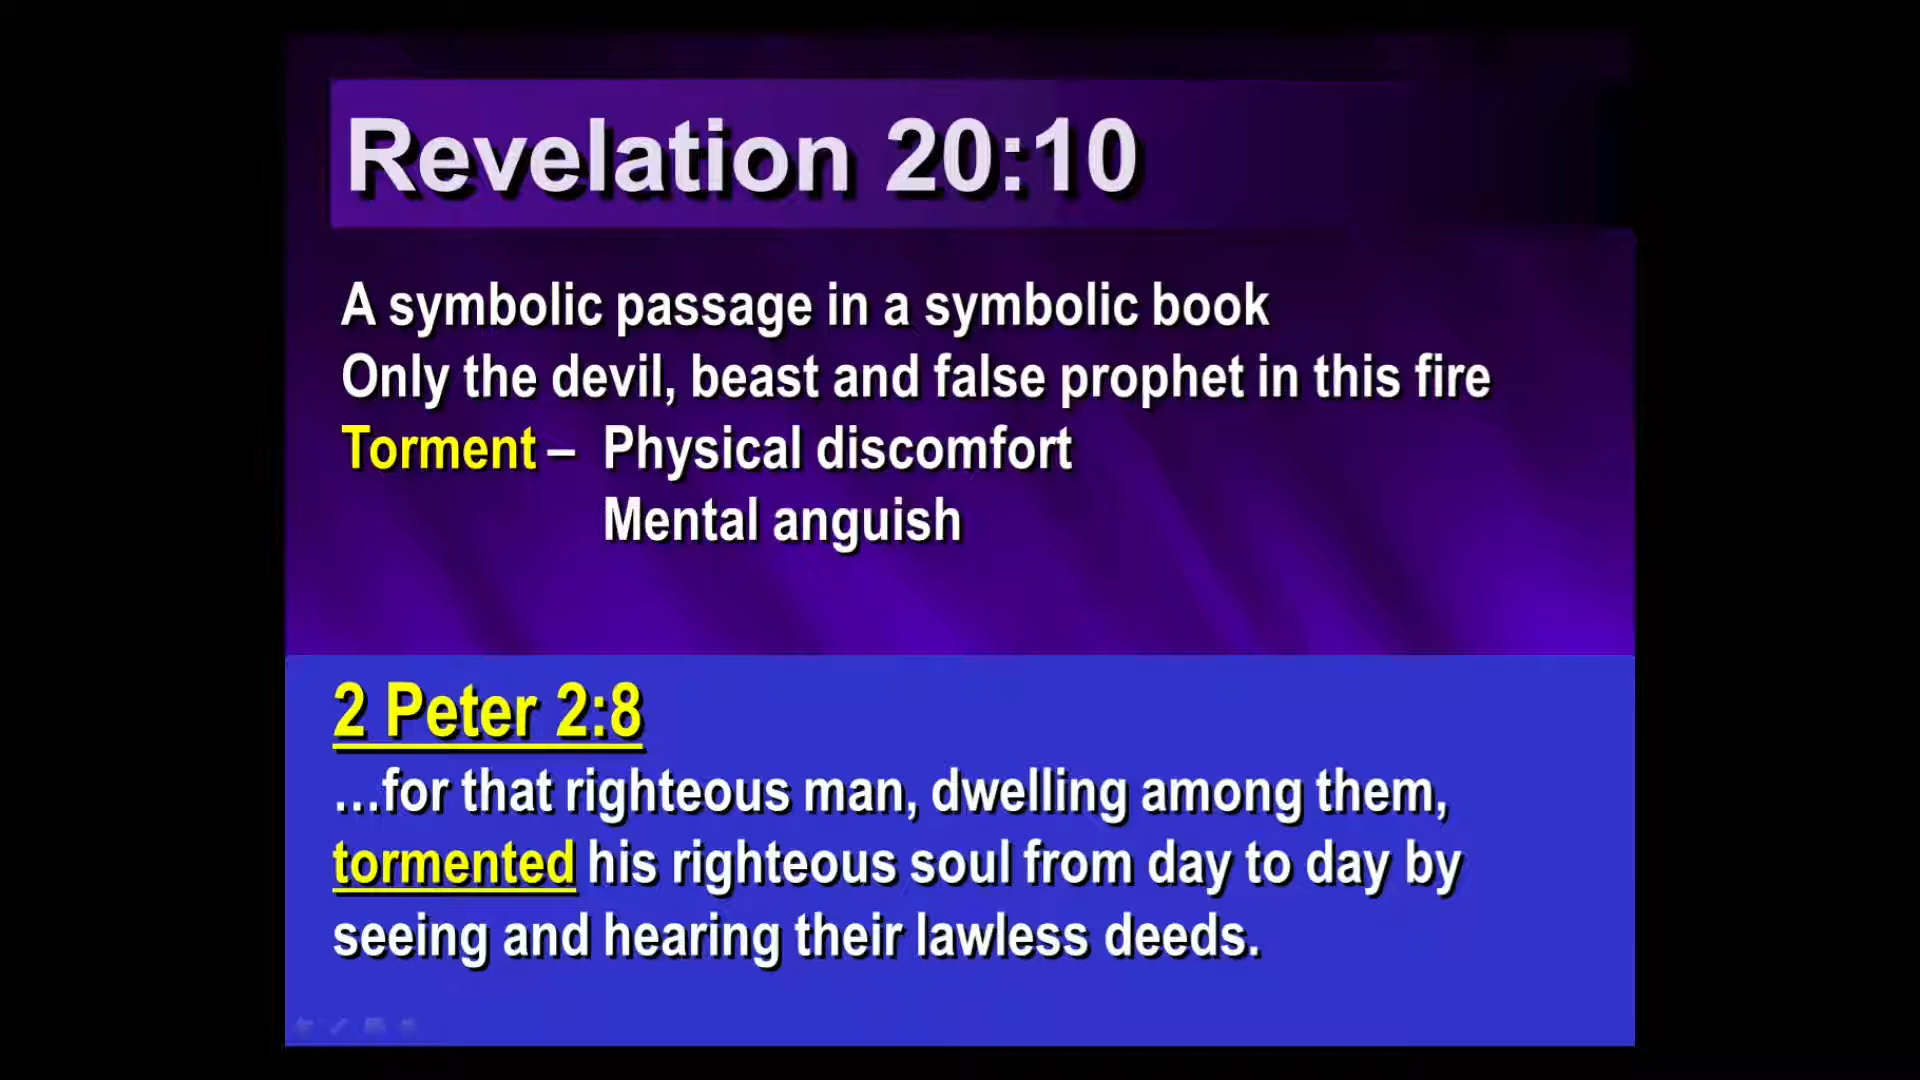 Revelation 20:10
A symbolic passage in a symbolic book
Only the devil, beast and false prophet in this fire
Torment – Physical discomfort
Mental anguish
2 Peter 2:8
…for that righteous man, dwelling among them,
tormented his righteous soul from day to day by
seeing and hearing their lawless deeds.